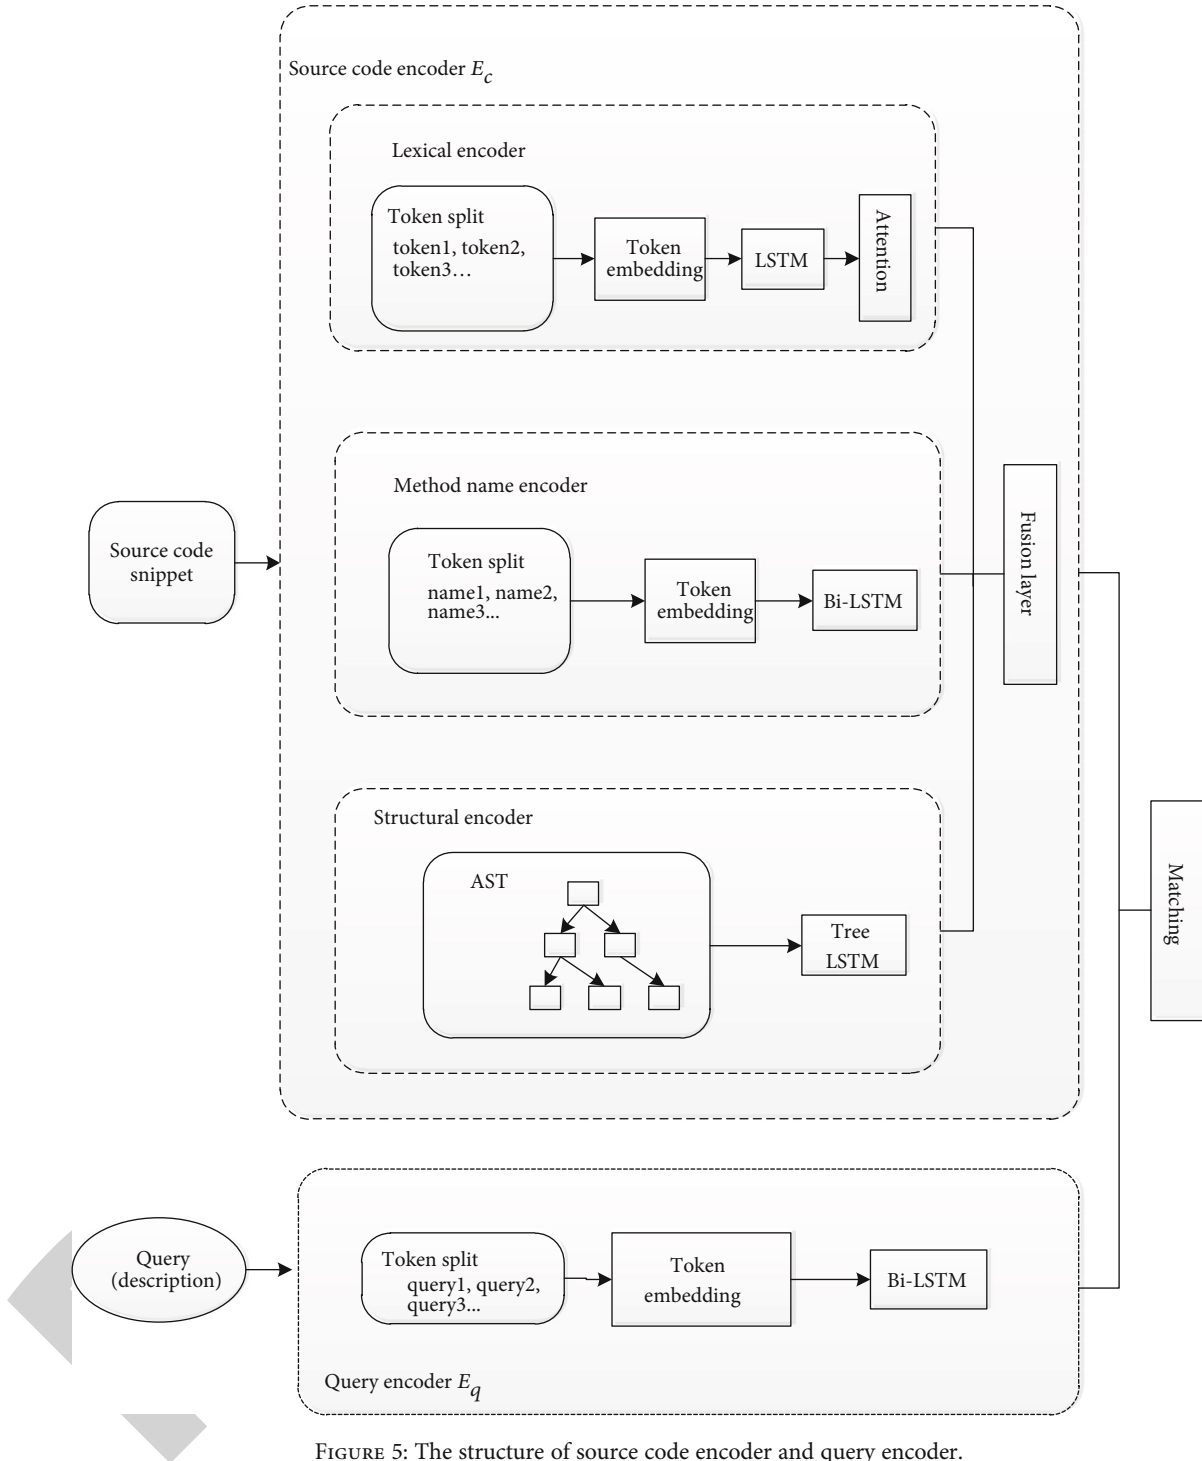 Source code encoder E_c
Lexical encoder
Token split
token1, token2,
token3...
Token
embedding
LSTM
Attention
Method name encoder
Token split
name1, name2,
name3...
Token
embedding
Bi-LSTM
Source code
snippet
Fusion layer
Structural encoder
AST
Tree
LSTM
Matching
Query
(description)
Token split
query1, query2,
query3...
Token
embedding
Bi-LSTM
Query encoder E_q
FIGURE 5: The structure of source code encoder and query encoder.